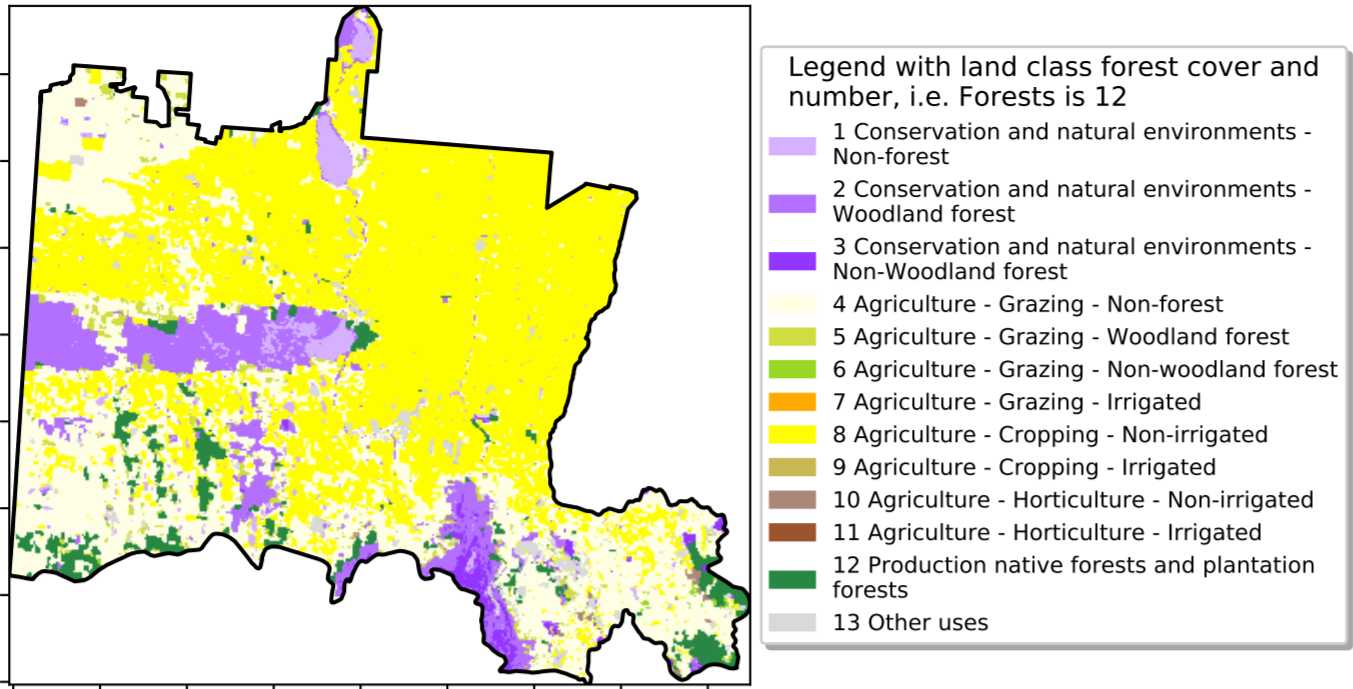 Legend with land class forest cover and
number, i.e. Forests is 12
1 Conservation and natural environments -
Non-forest
2 Conservation and natural environments -
Woodland forest
3 Conservation and natural environments -
Non-Woodland forest
4 Agriculture - Grazing - Non-forest
5 Agriculture - Grazing - Woodland forest
6 Agriculture - Grazing - Non-woodland forest
7 Agriculture - Grazing - Irrigated
8 Agriculture - Cropping - Non-irrigated
9 Agriculture - Cropping - Irrigated
10 Agriculture - Horticulture - Non-irrigated
11 Agriculture - Horticulture - Irrigated
12 Production native forests and plantation
forests
13 Other uses